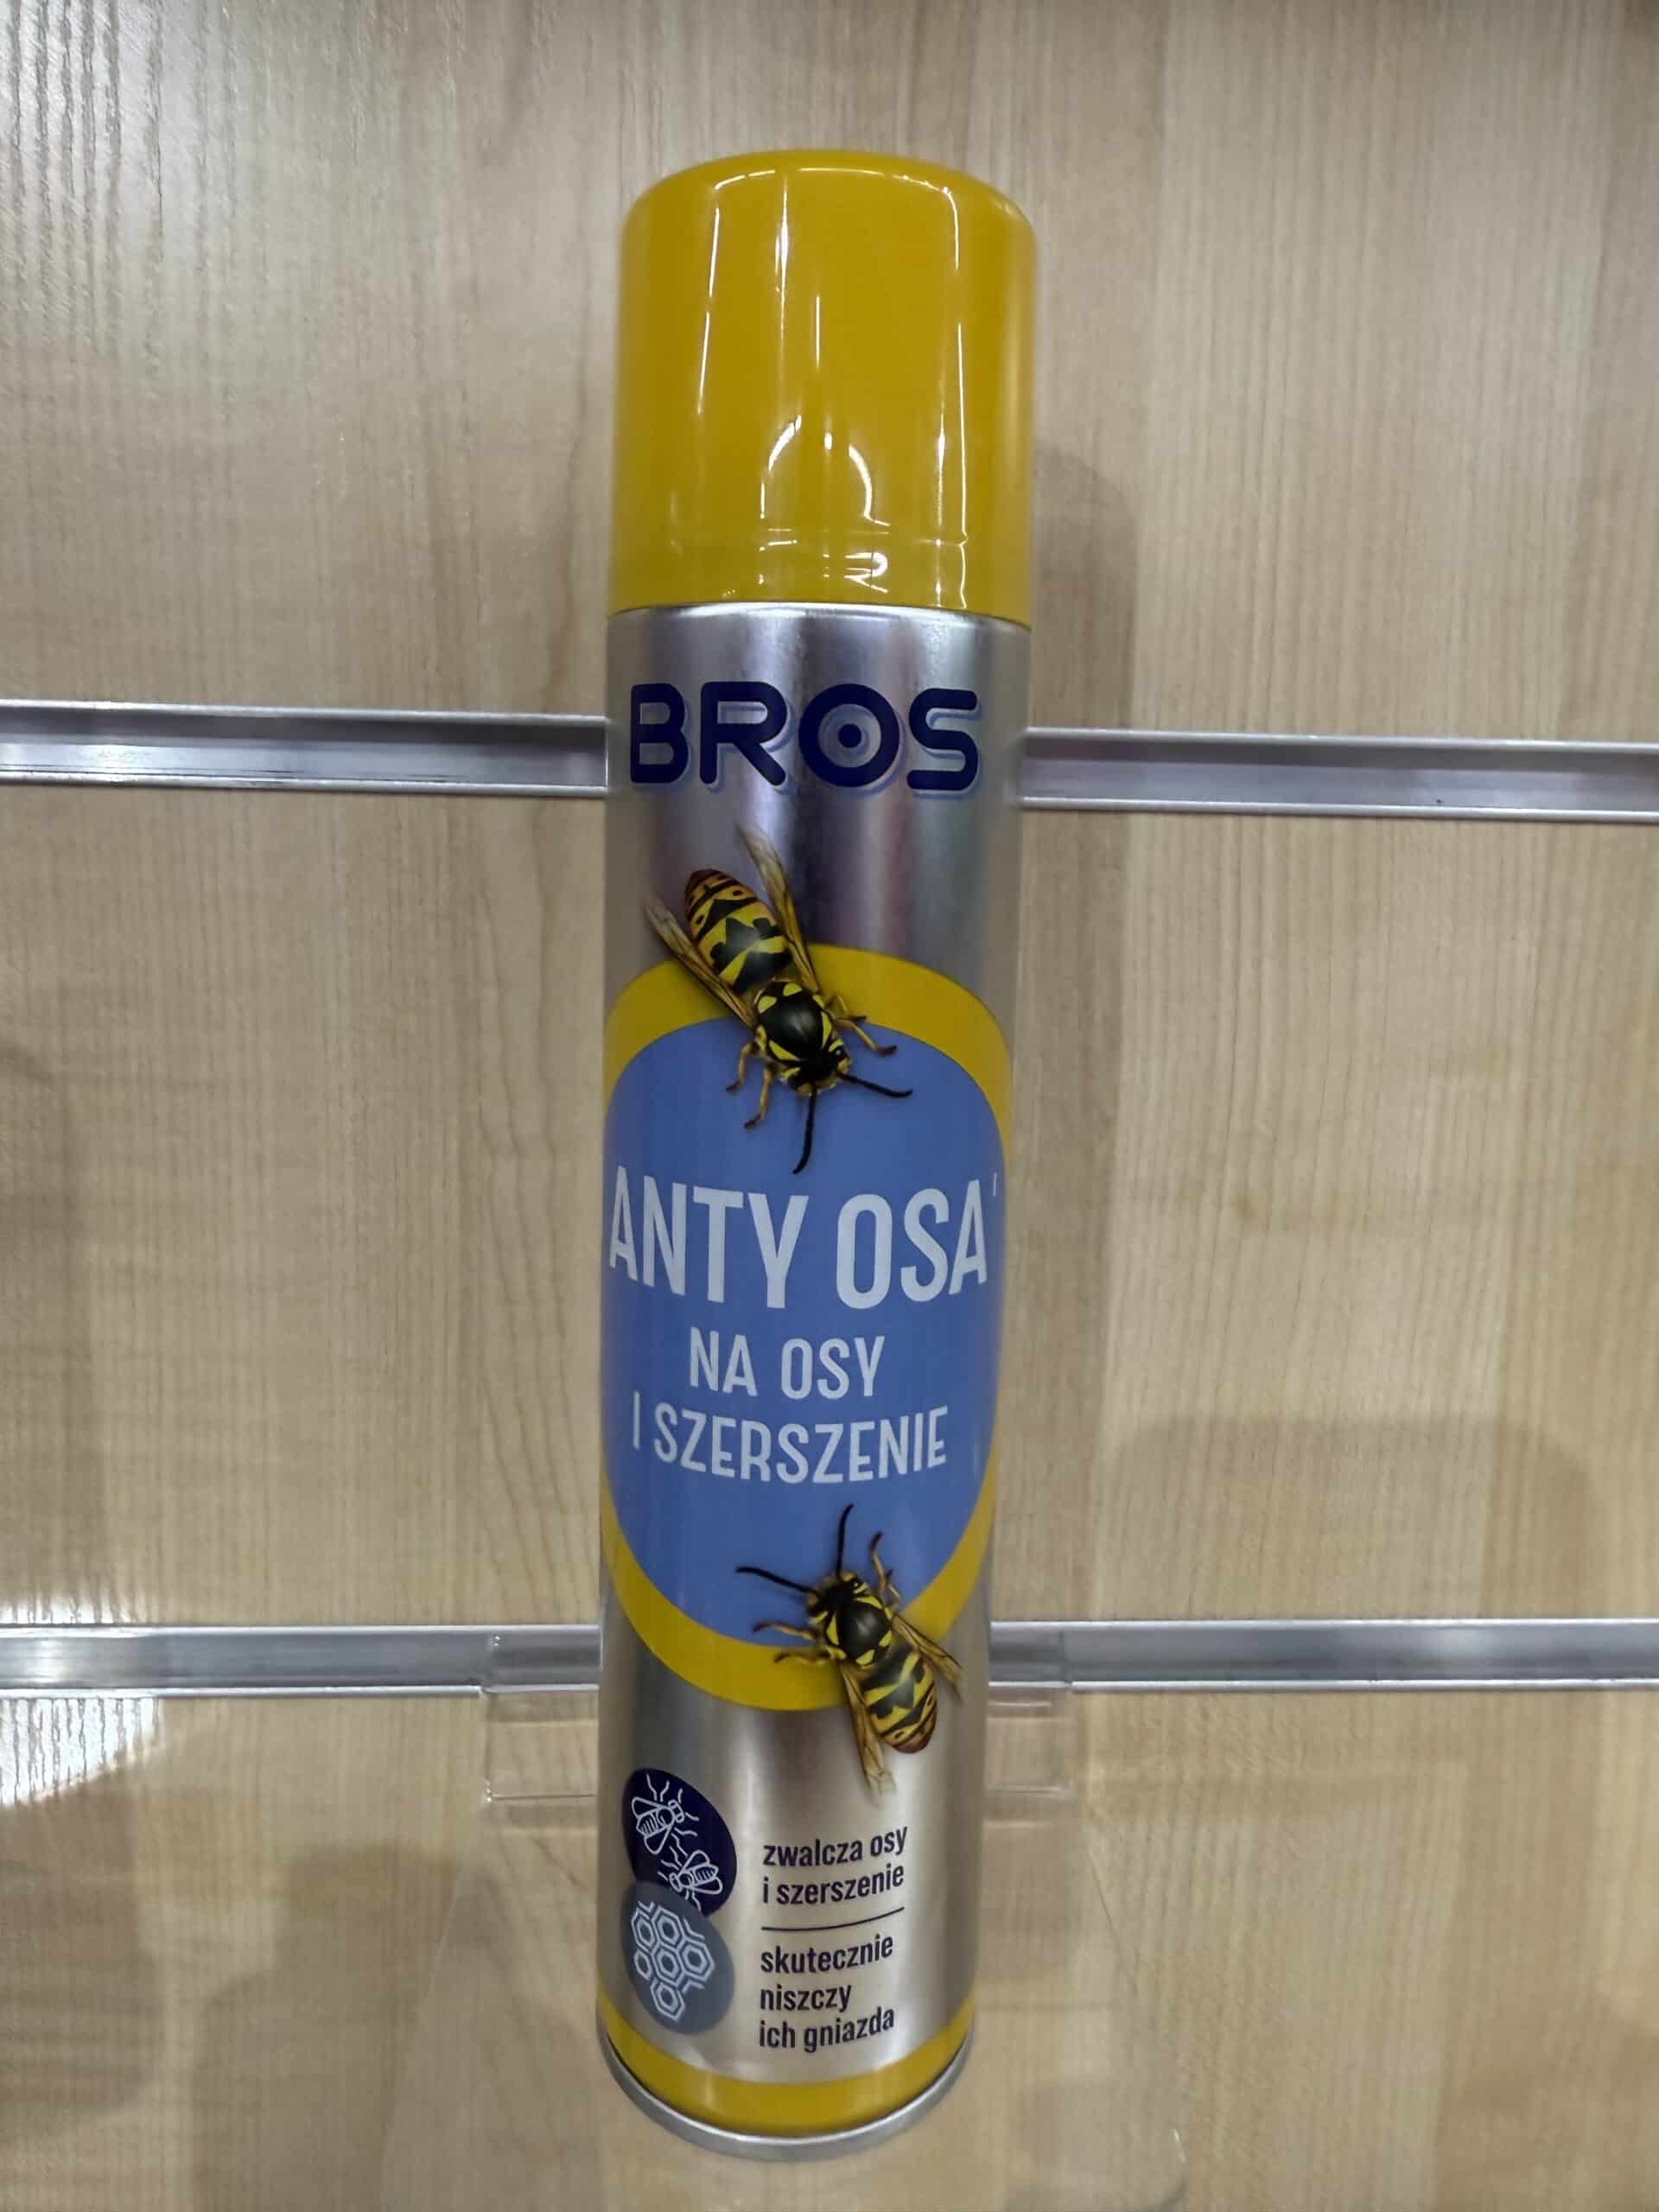 BROS
ANTY OSA
NA OSY
I SZERSZENIE
zwalcza osy
i szerszenie
skutecznie
niszczy
ich gniazda